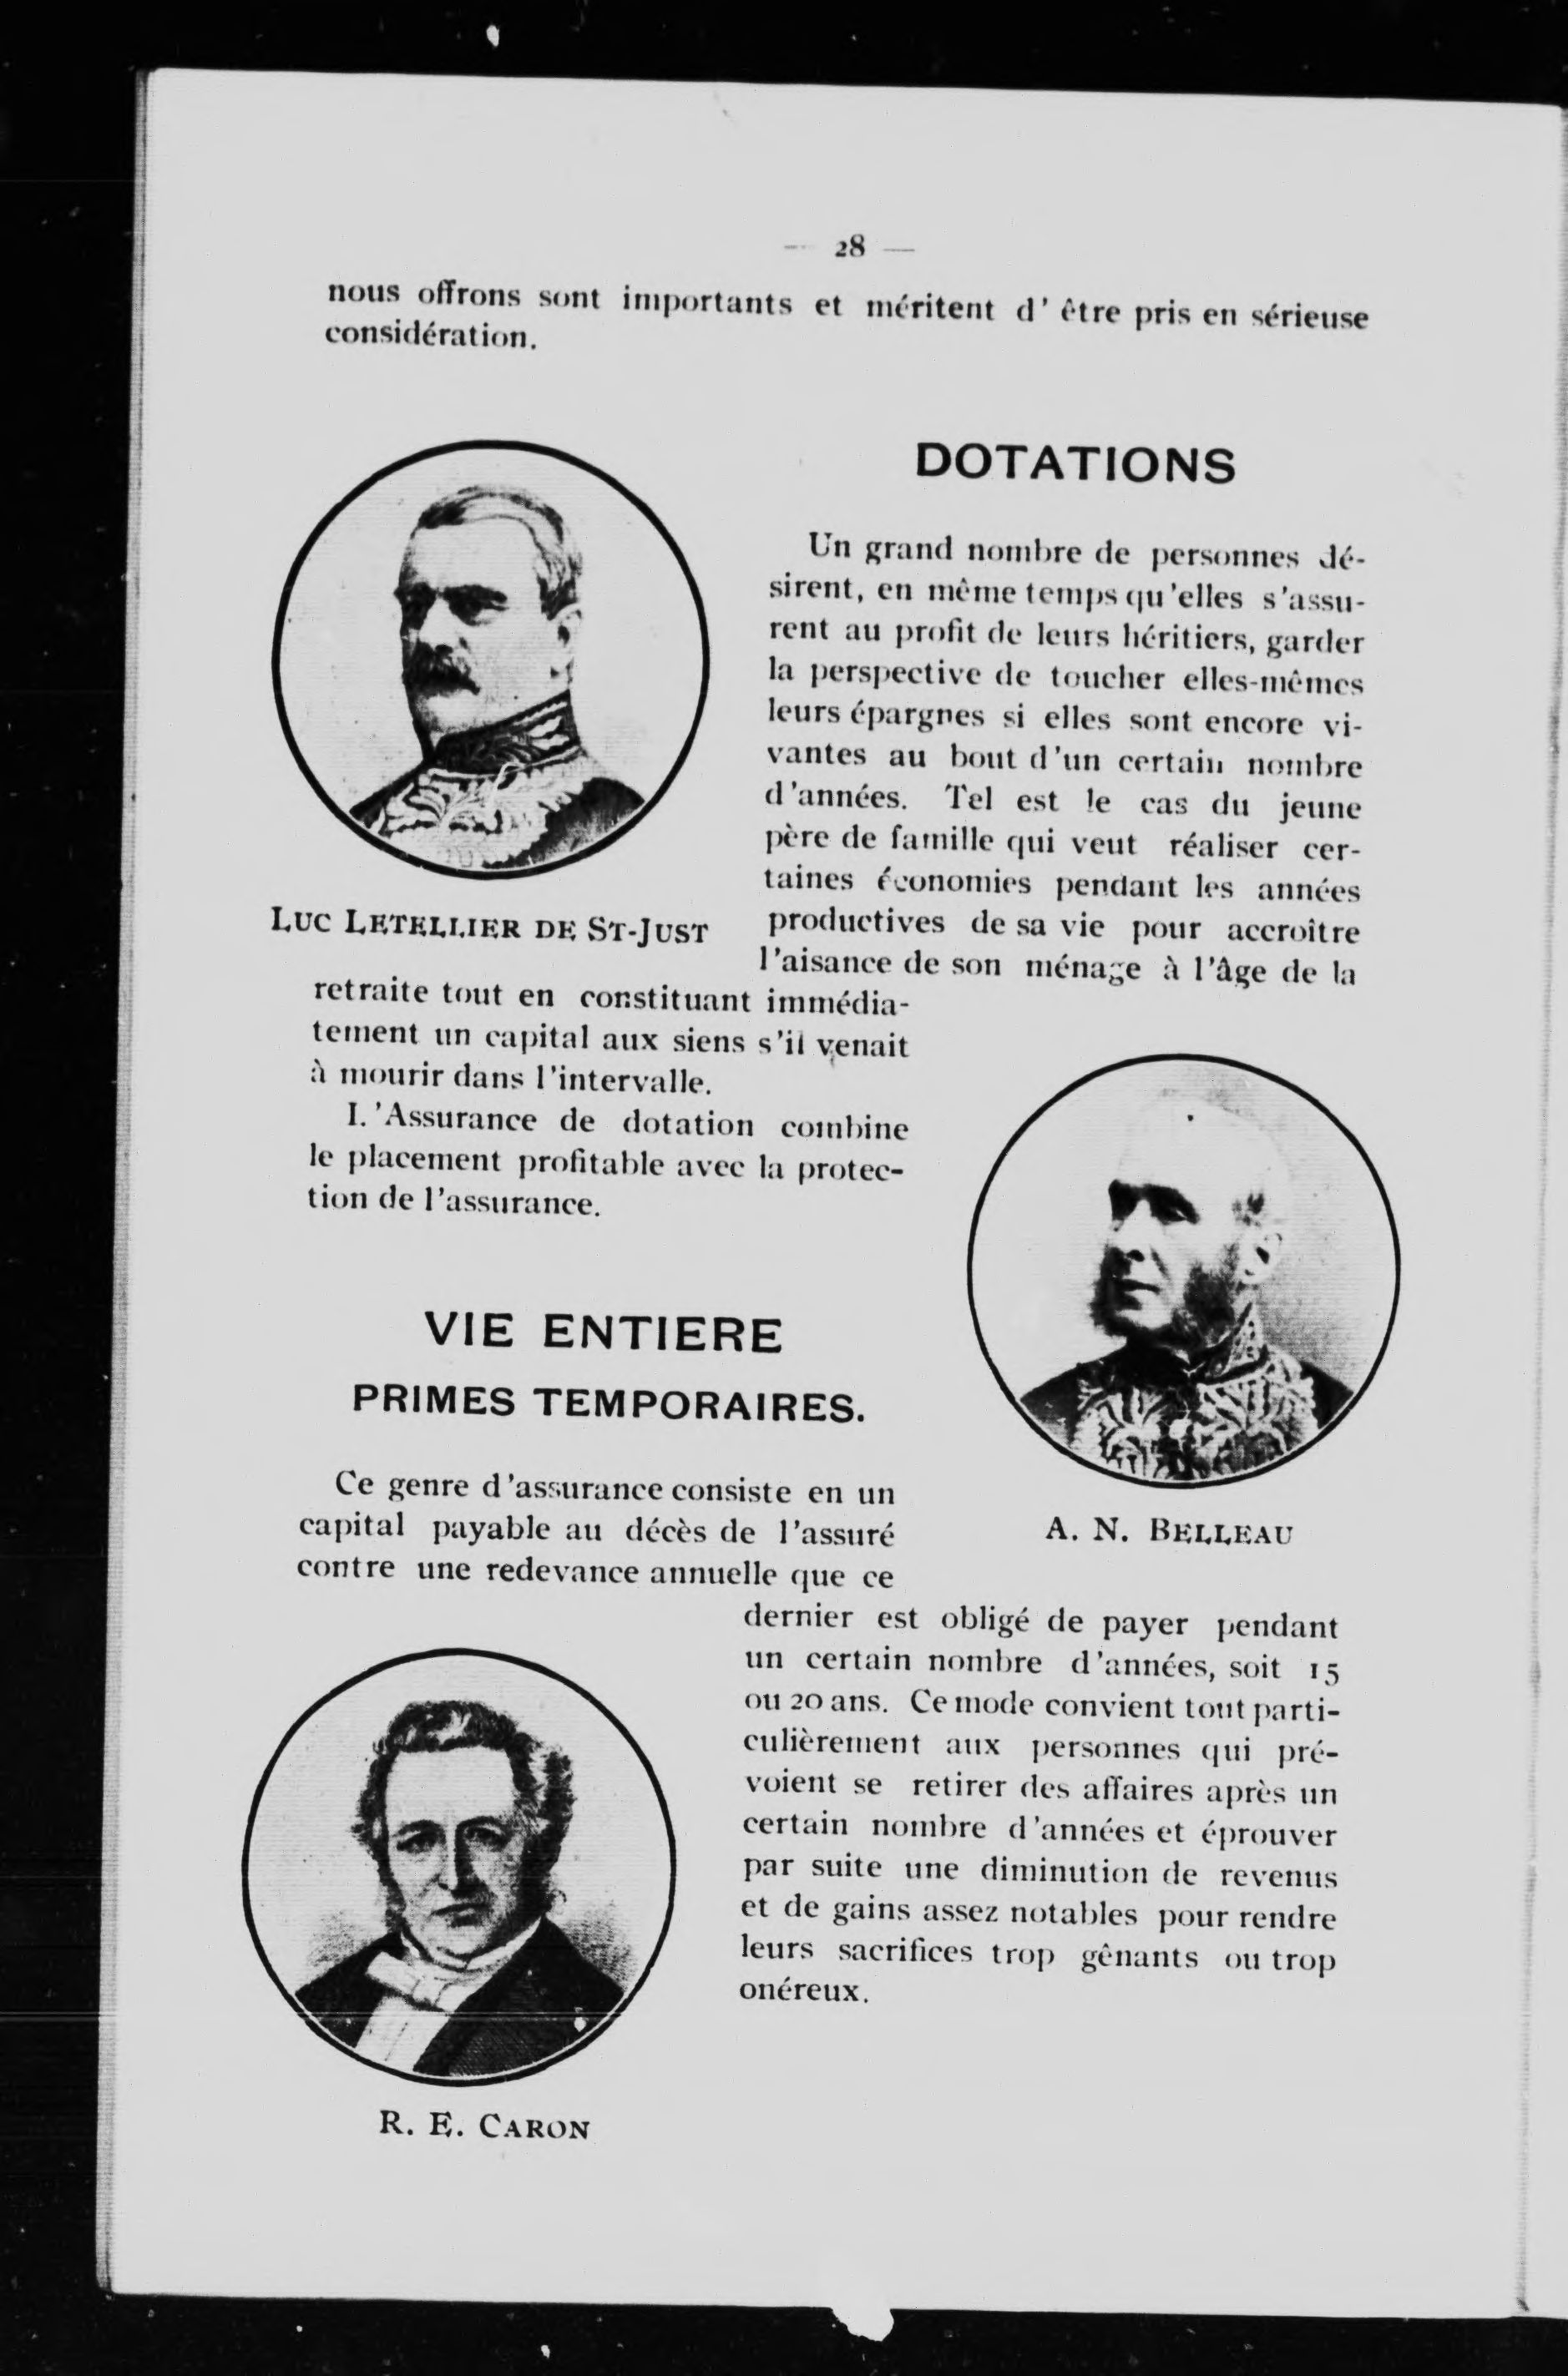 — 28 —
nous offrons sont importants et méritent d' être pris en sérieuse
considération.
DOTATIONS
Un grand nombre de personnes dé-
sirent, en même temps qu'elles s'assu-
rent au profit de leurs héritiers, garder
la perspective de toucher elles-mêmes
leurs épargnes si elles sont encore vi-
vantes au bout d'un certain nombre
d'années. Tel est le cas du jeune
père de famille qui veut réaliser cer-
taines économies pendant les années
productives de sa vie pour accroître
l'aisance de son ménage à l'âge de la
LUC LETELLIER DE ST-JUST
retraite tout en constituant immédia-
tement un capital aux siens s'il venait
à mourir dans l'intervalle.
L'Assurance de dotation combine
le placement profitable avec la protec-
tion de l'assurance.
VIE ENTIERE
PRIMES TEMPORAIRES.
Ce genre d'assurance consiste en un
capital payable au décès de l'assuré
contre une redevance annuelle que ce
A. N. BELLEAU
dernier est obligé de payer pendant
un certain nombre d'années, soit 15
ou 20 ans. Ce mode convient tout parti-
culièrement aux personnes qui pré-
voient se retirer des affaires après un
certain nombre d'années et éprouver
par suite une diminution de revenus
et de gains assez notables pour rendre
leurs sacrifices trop gênants ou trop
onéreux.
R. E. CARON